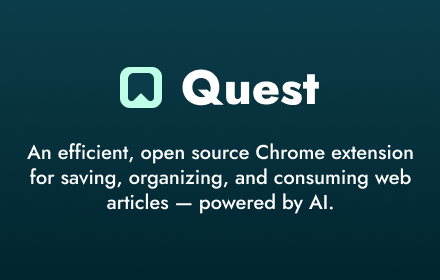 Quest
An efficient, open source Chrome extension
for saving, organizing, and consuming web
articles — powered by AI.